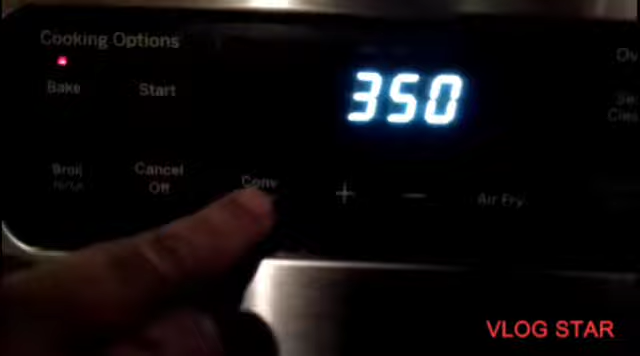 Cooking Options
350
Bake
Start
Broil
Cancel
Off
Conv
+
−
Air Fry
VLOG STAR